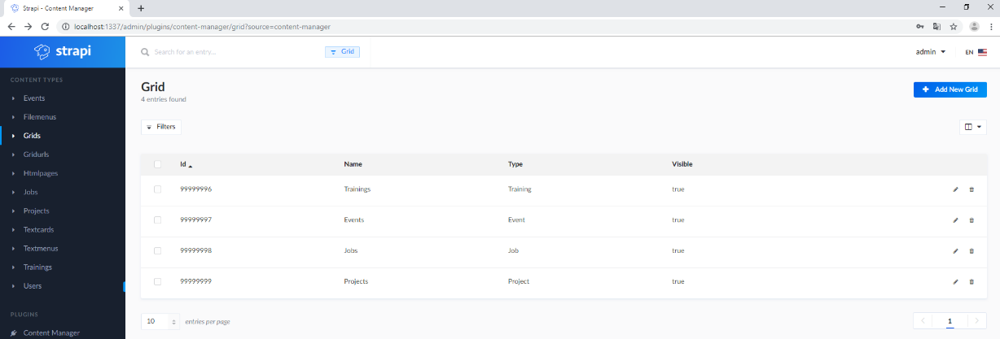 Strapi - Content Manager
localhost:1337/admin/plugins/content-manager/grid?source=content-manager
strapi
Search for an entry...
Grid
admin
EN
CONTENT TYPES
Events
Filemenus
Grids
Gridurls
Htmlpages
Jobs
Projects
Textcards
Textmenus
Trainings
Users
PLUGINS
Content Manager
Grid
4 entries found
Add New Grid
Filters
Id Name Type Visible
99999996 Trainings Training true
99999997 Events Event true
99999998 Jobs Job true
99999999 Projects Project true
10 entries per page
1